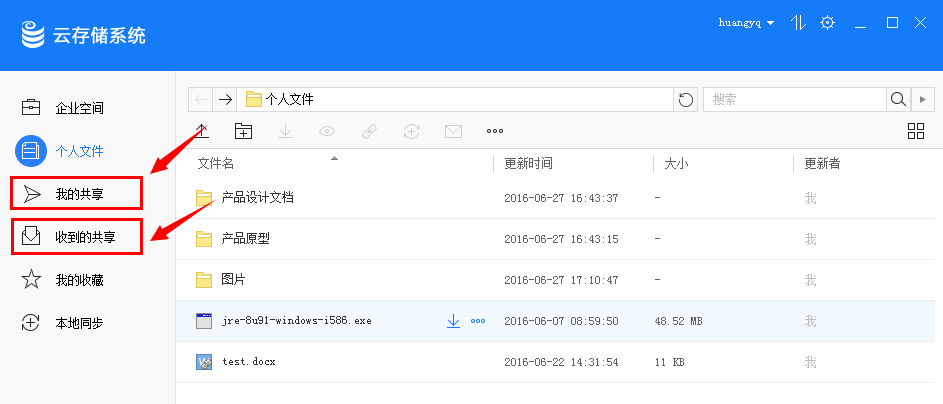 云存储系统
huangyq
企业空间
个人文件
我的共享
收到的共享
我的收藏
本地同步
个人文件
搜索
文件名 更新时间 大小 更新者
产品设计文档 2016-06-27 16:43:37 - 我
产品原型 2016-06-27 16:43:15 - 我
图片 2016-06-27 17:10:47 - 我
jre-8u91-windows-i586.exe 2016-06-07 08:59:50 48.52 MB 我
test.docx 2016-06-22 14:31:54 11 KB 我